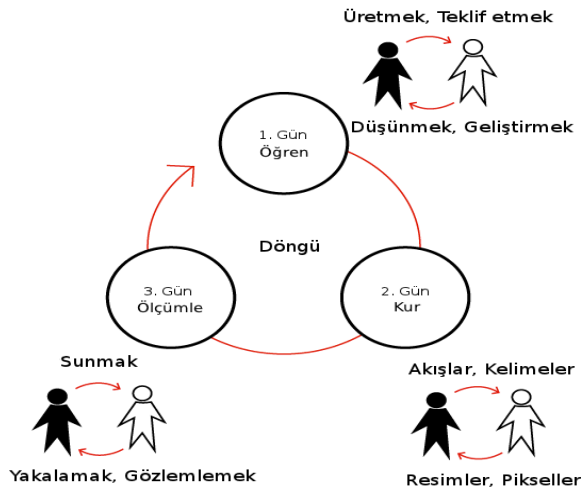 Üretmek, Teklif etmek
Düşünmek, Geliştirmek
1. Gün
Öğren
Döngü
3. Gün
Ölçümle
2. Gün
Kur
Sunmak
Yakalamak, Gözlemlemek
Akışlar, Kelimeler
Resimler, Pikseller